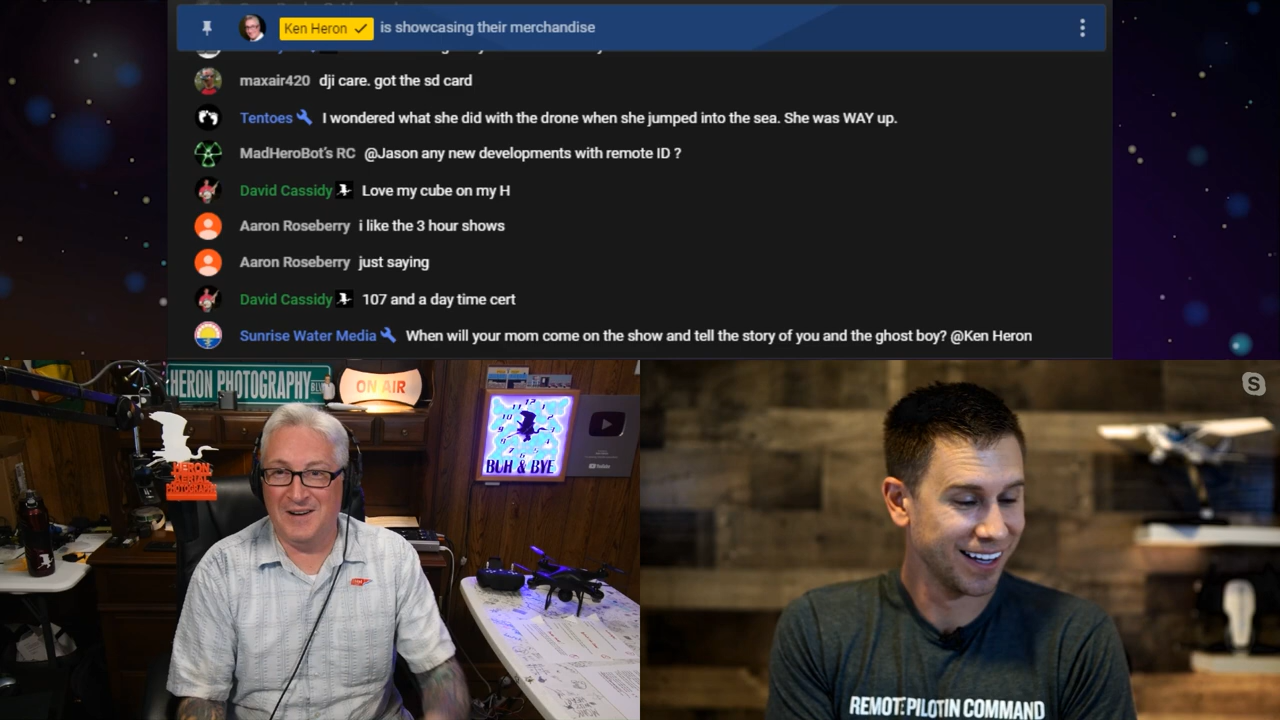 Ken Heron is showcasing their merchandise
maxair420 dji care. got the sd card
Tentoes I wondered what she did with the drone when she jumped into the sea. She was WAY up.
MadHeroBot's RC @Jason any new developments with remote ID ?
David Cassidy Love my cube on my H
Aaron Roseberry i like the 3 hour shows
Aaron Roseberry just saying
David Cassidy 107 and a day time cert
Sunrise Water Media When will your mom come on the show and tell the story of you and the ghost boy? @Ken Heron
HERON PHOTOGRAPHY BLVD
ON AIR
HERON
AERIAL
PHOTOGRAPHY
BUH & BYE
YouTube
S
REMOTE PILOT IN COMMAND